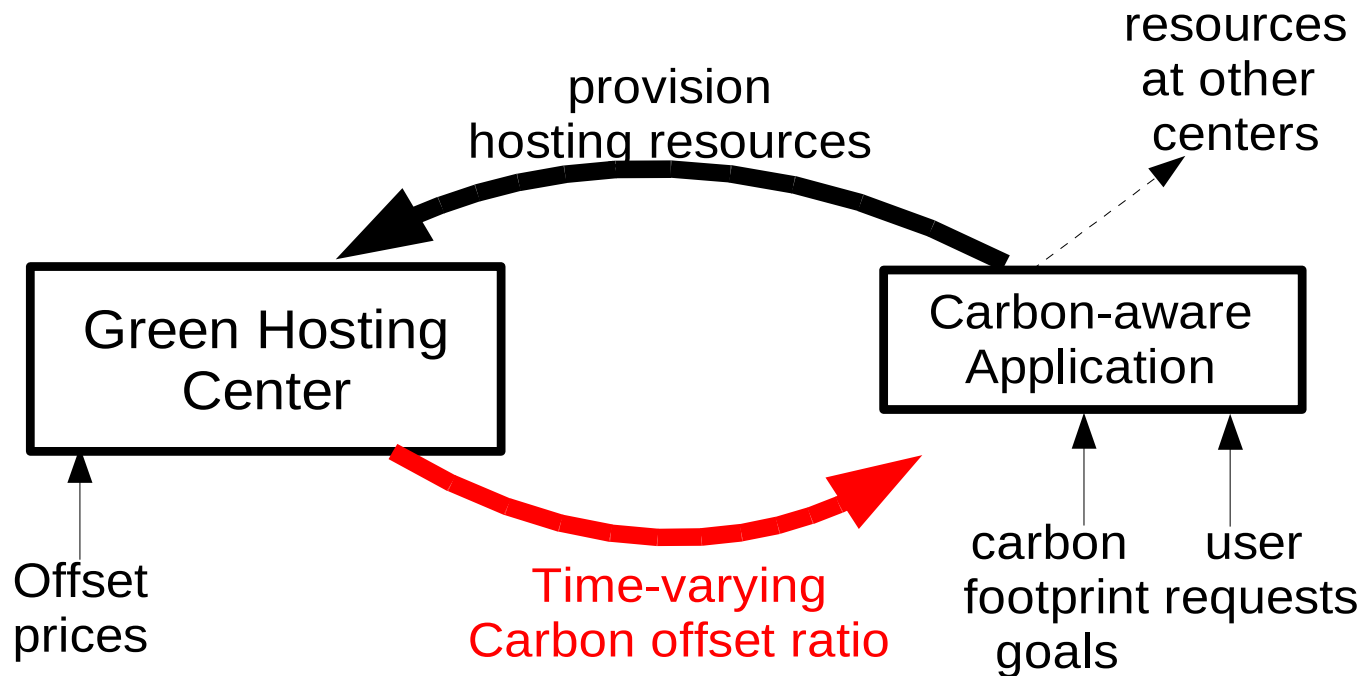 resources
at other
centers
provision
hosting resources
Green Hosting
Center
Carbon-aware
Application
Offset
prices
Time-varying
Carbon offset ratio
carbon
footprint
goals
user
requests